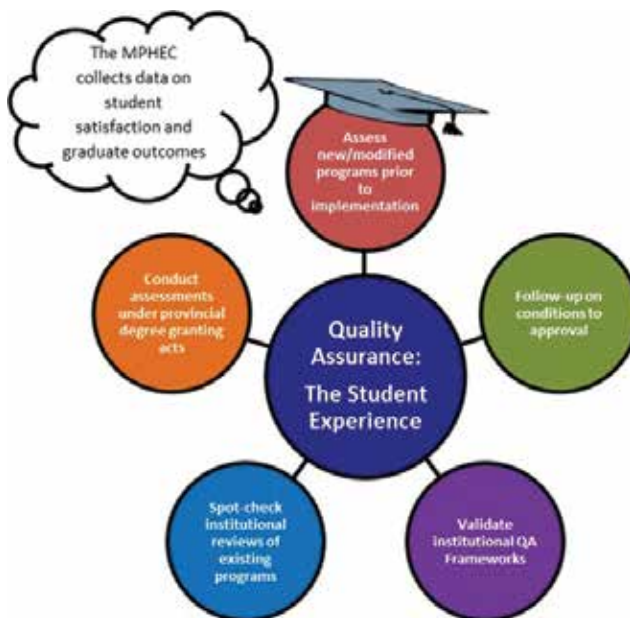 The MPHEC
collects data on
student
satisfaction and
graduate outcomes
Assess
new/modified
programs prior
to
implementation
Conduct
assessments
under provincial
degree granting
acts
Follow-up on
conditions to
approval
Quality
Assurance:
The Student
Experience
Spot-check
institutional
reviews of
existing
programs
Validate
institutional QA
Frameworks